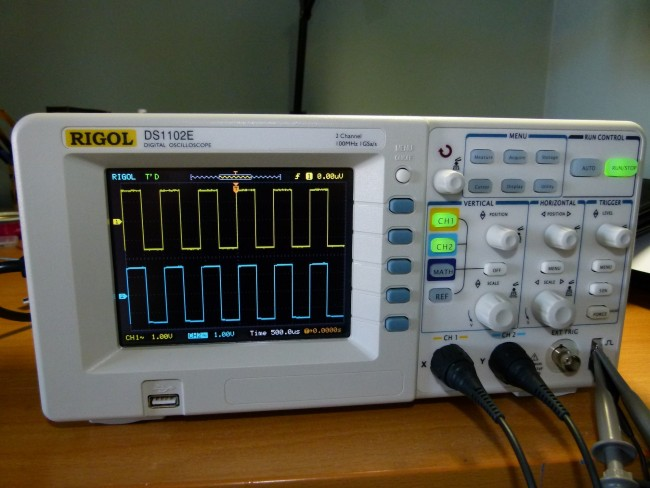 RIGOL DS1102E
DIGITAL OSCILLOSCOPE
2 Channel
100MHz 1GSa/s
RIGOL T'D
0.00uV
CH1~ 1.00V CH2~ 1.00V Time 500.0us 0.0000s
MENU
RUN CONTROL
Measure Acquire Storage
Cursor Display Utility
AUTO RUN/STOP
VERTICAL HORIZONTAL TRIGGER
CH1
CH2
MATH
REF
POSITION
POSITION
LEVEL
OFF
MENU
MENU
SCALE
SCALE
50%
FORCE
CH 1
CH 2
EXT TRIG
X
Y